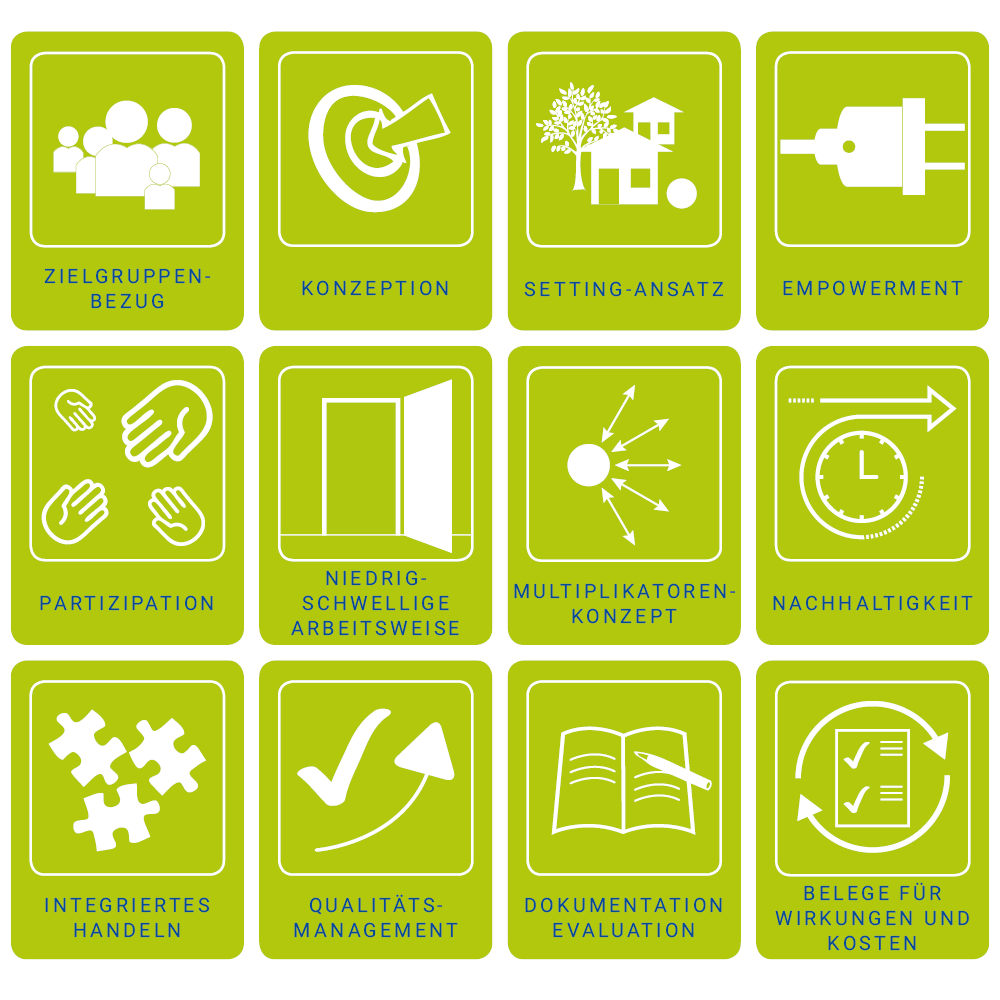 ZIELGRUPPEN-
BEZUG
KONZEPTION
SETTING-ANSATZ
EMPOWERMENT
PARTIZIPATION
NIEDRIG-
SCHWELLIGE
ARBEITSWEISE
MULTIPLIKATOREN-
KONZEPT
NACHHALTIGKEIT
INTEGRIERTES
HANDELN
QUALITÄTS-
MANAGEMENT
DOKUMENTATION
EVALUATION
BELEGE FÜR
WIRKUNGEN UND
KOSTEN